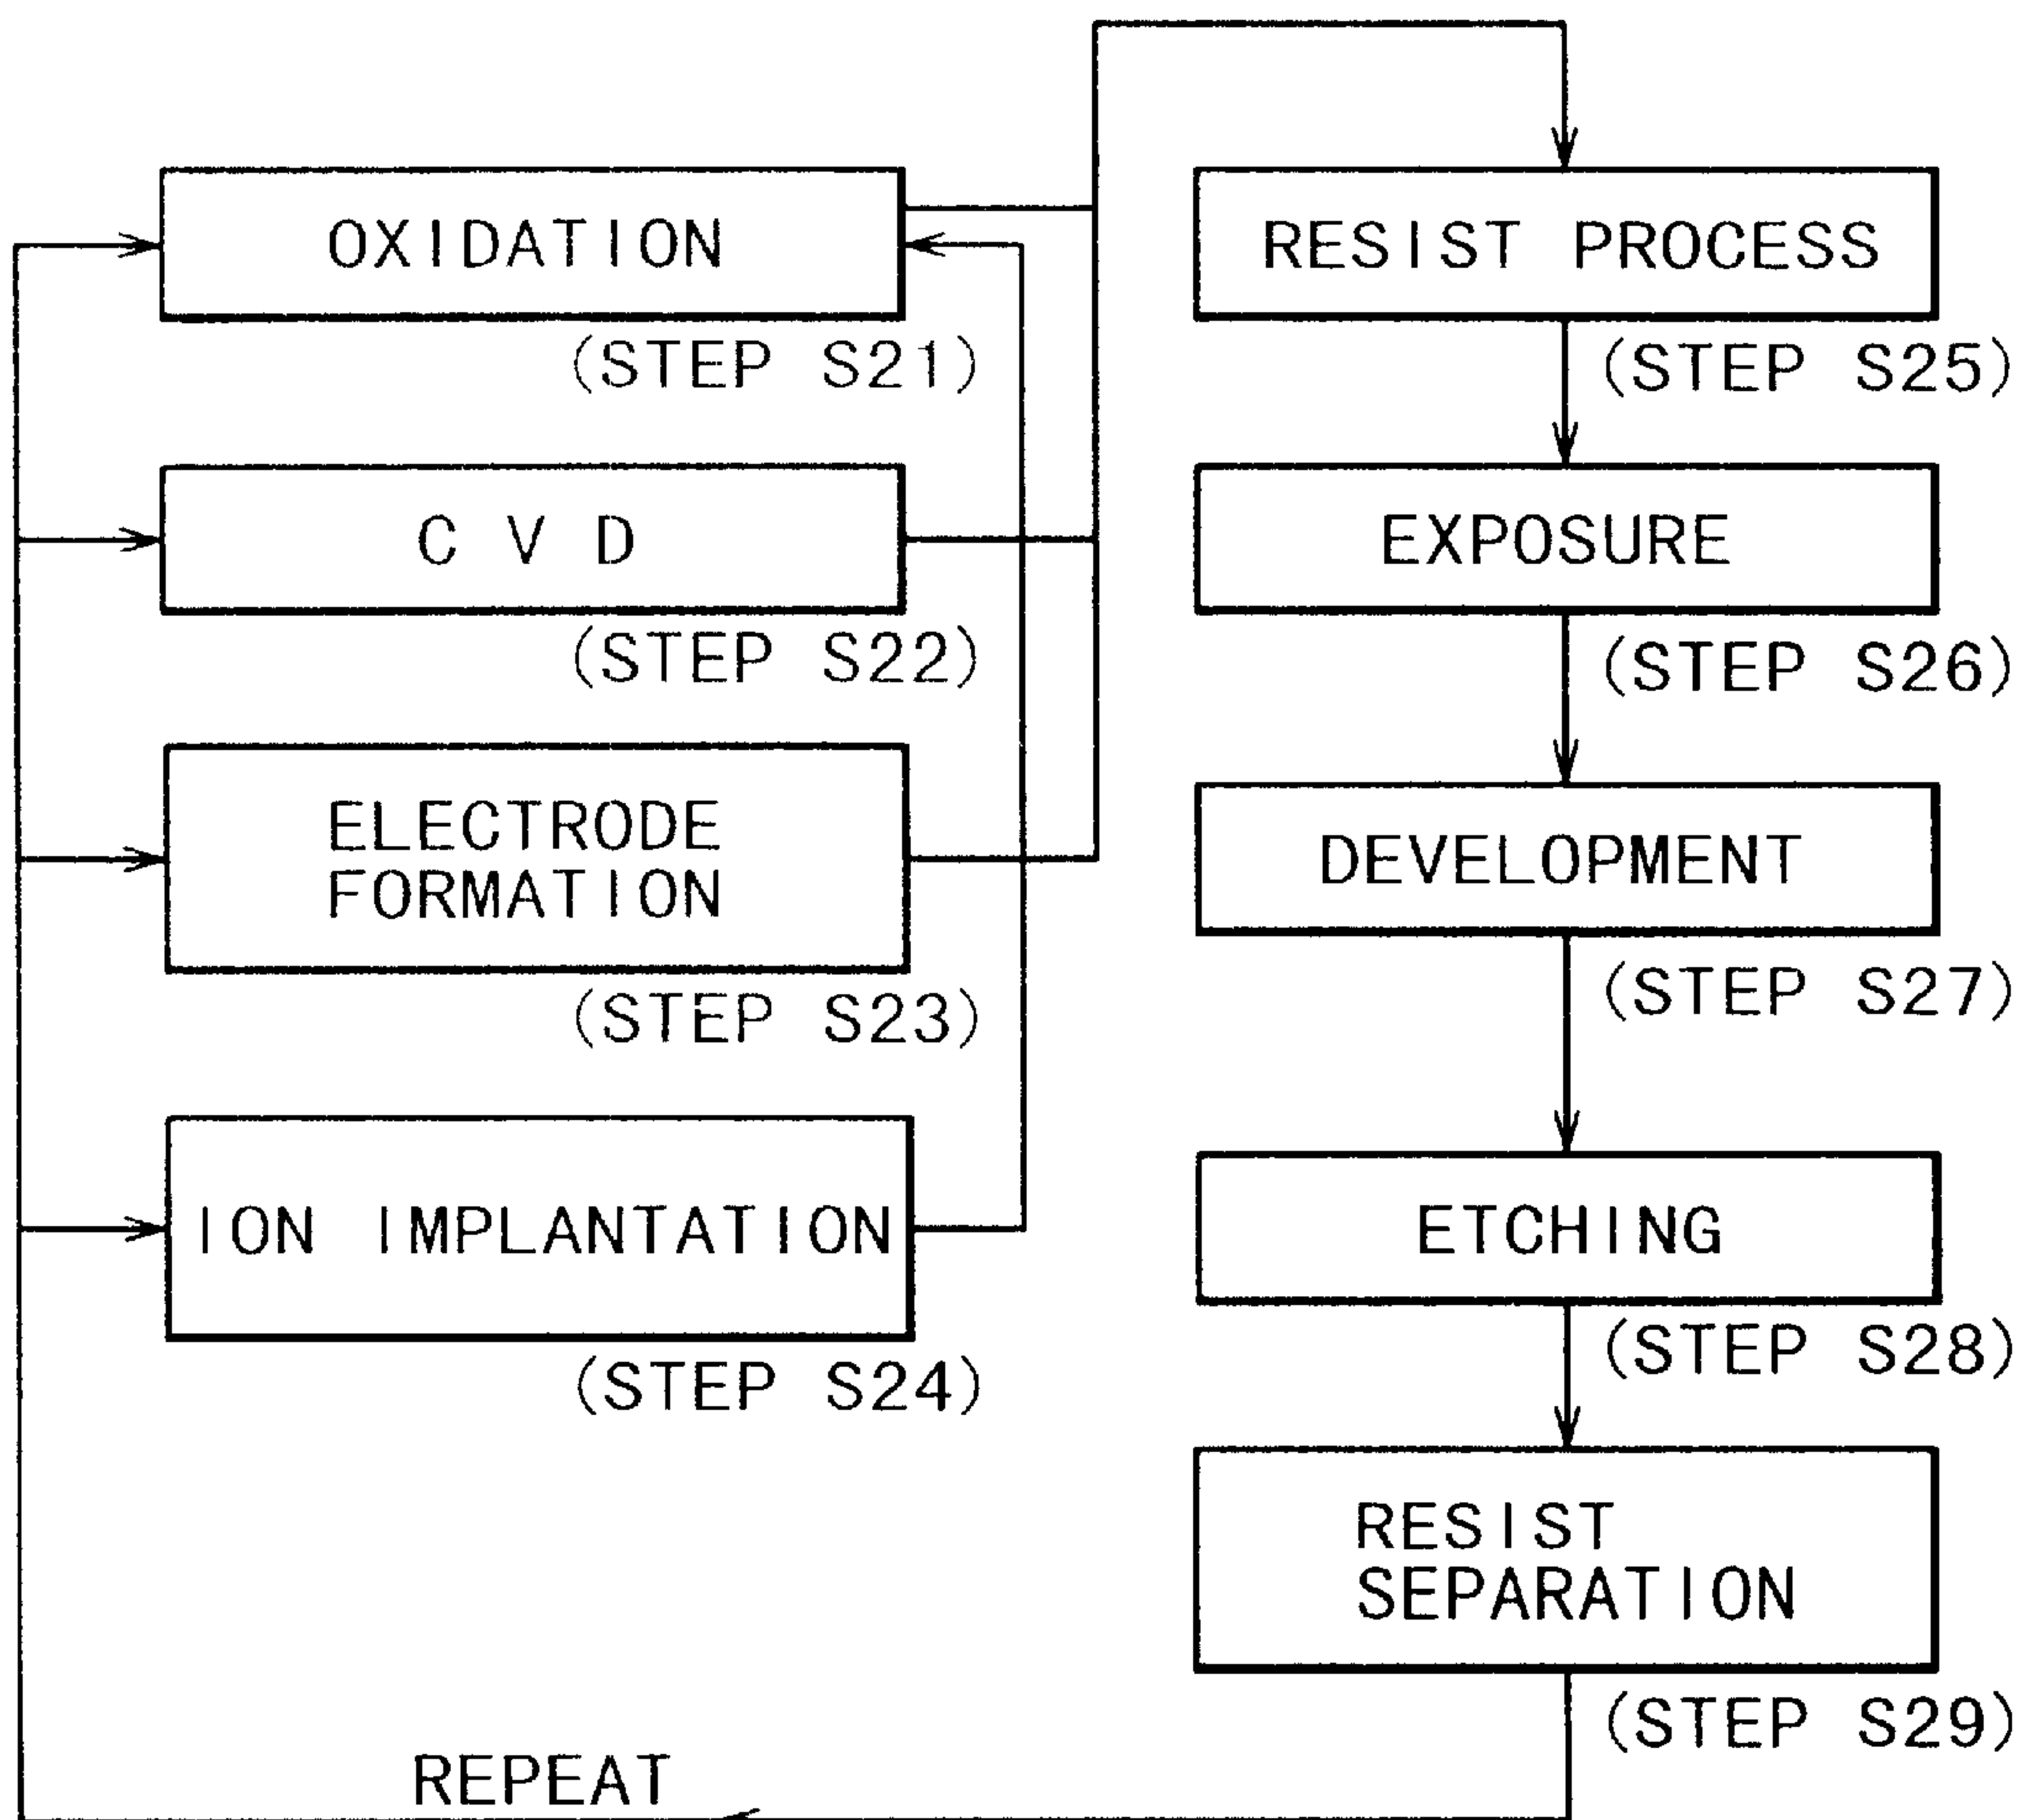 OXIDATION
(STEP S21)
C V D
(STEP S22)
ELECTRODE
FORMATION
(STEP S23)
ION IMPLANTATION
(STEP S24)
RESIST PROCESS
(STEP S25)
EXPOSURE
(STEP S26)
DEVELOPMENT
(STEP S27)
ETCHING
(STEP S28)
RESIST
SEPARATION
(STEP S29)
REPEAT